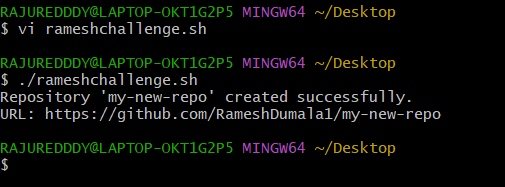 RAJUREDDDY@LAPTOP-OKT1G2P5 MINGW64 ~/Desktop
$ vi rameshchallenge.sh
RAJUREDDDY@LAPTOP-OKT1G2P5 MINGW64 ~/Desktop
$ ./rameshchallenge.sh
Repository 'my-new-repo' created successfully.
URL: https://github.com/RameshDumala1/my-new-repo
RAJUREDDDY@LAPTOP-OKT1G2P5 MINGW64 ~/Desktop
$